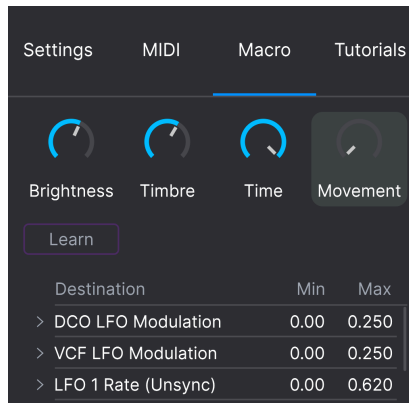 Settings MIDI Macro Tutorials
Brightness Timbre Time Movement
Learn
Destination Min Max
DCO LFO Modulation 0.00 0.250
VCF LFO Modulation 0.00 0.250
LFO 1 Rate (Unsync) 0.00 0.620